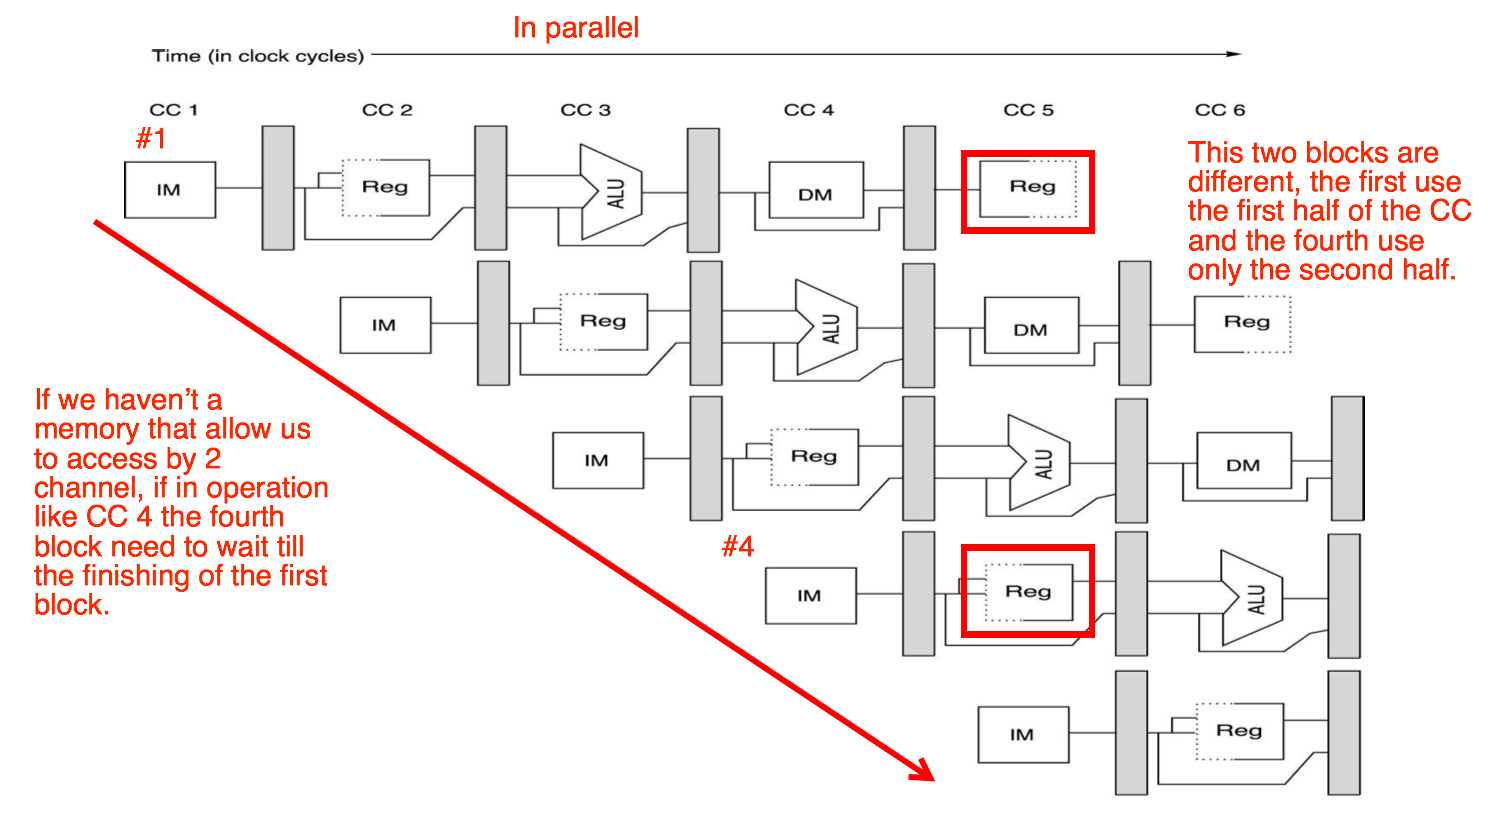 In parallel
Time (in clock cycles)
CC 1 CC 2 CC 3 CC 4 CC 5 CC 6
#1
IM Reg ALU DM Reg
This two blocks are
different, the first use
the first half of the CC
and the fourth use
only the second half.
IM Reg ALU DM Reg
If we haven’t a
memory that allow us
to access by 2
channel, if in operation
like CC 4 the fourth
block need to wait till
the finishing of the first
block.
IM Reg ALU DM
#4
IM Reg ALU
IM Reg